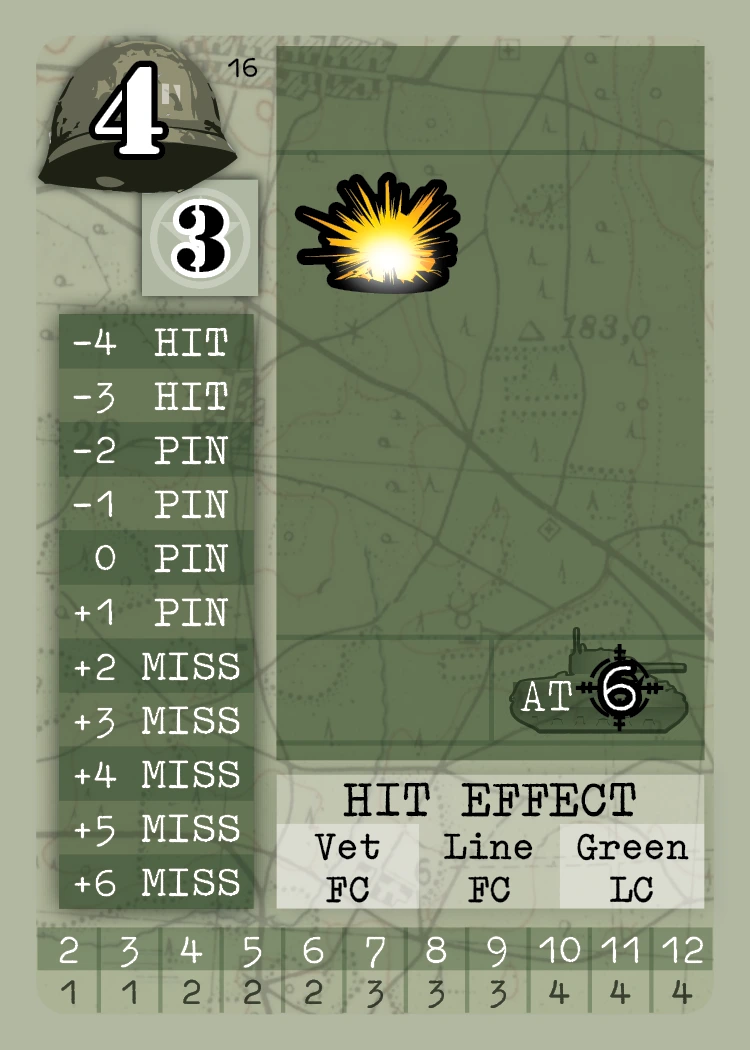 4
16
3
-4 HIT
-3 HIT
-2 PIN
-1 PIN
0 PIN
+1 PIN
+2 MISS
+3 MISS
+4 MISS
+5 MISS
+6 MISS
183,0
26
AT 6
HIT EFFECT
Vet Line Green
FC FC LC
2 3 4 5 6 7 8 9 10 11 12
1 1 2 2 2 3 3 3 4 4 4